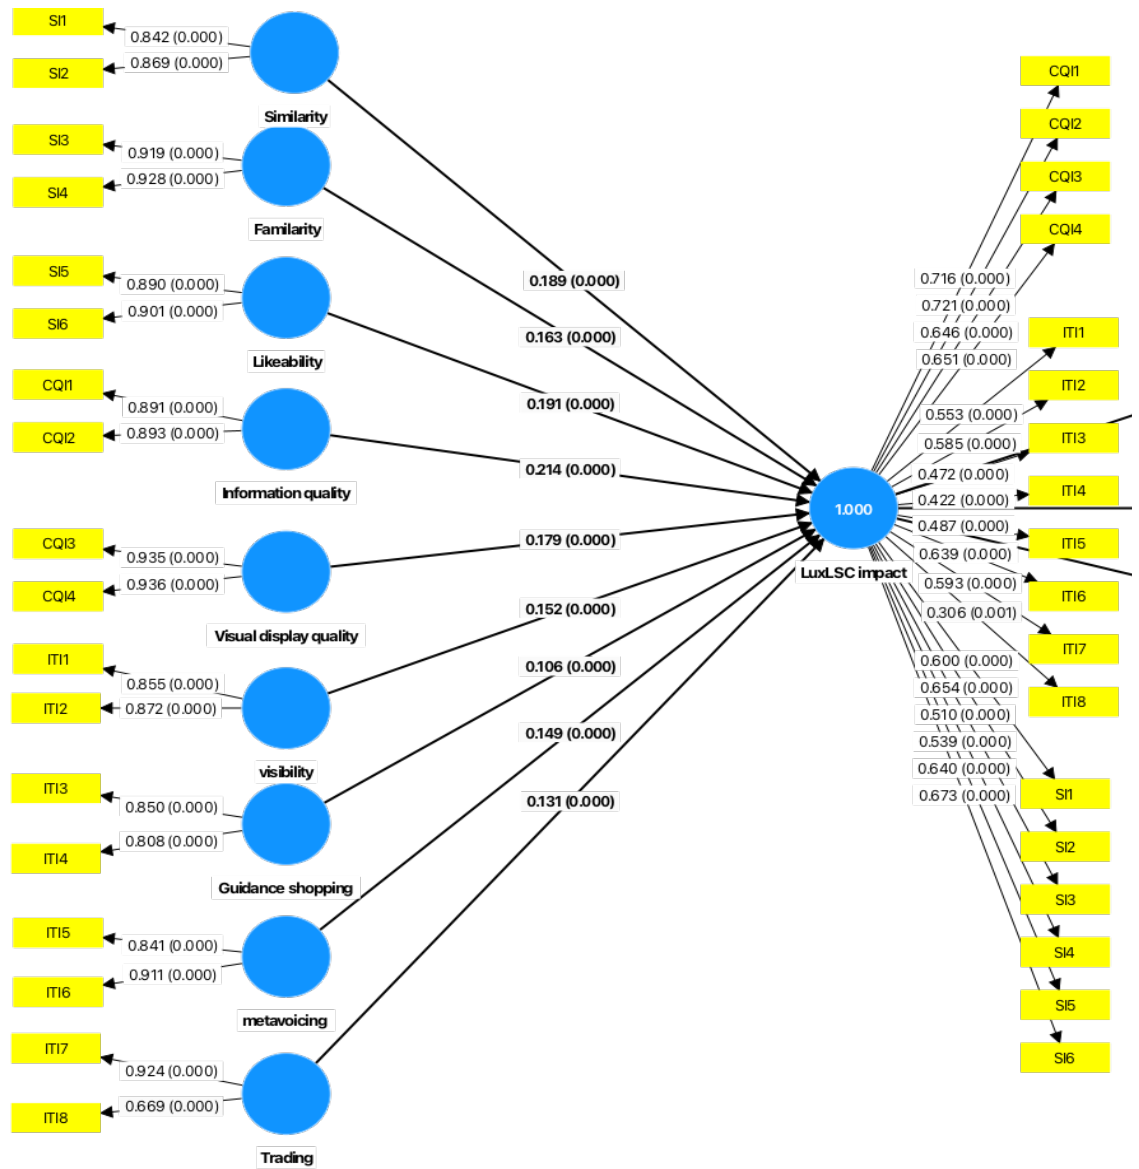 SI1
0.842 (0.000)
SI2
0.869 (0.000)
Similarity
SI3
0.919 (0.000)
SI4
0.928 (0.000)
Familarity
SI5
0.890 (0.000)
SI6
0.901 (0.000)
Likeability
CQI1
0.891 (0.000)
CQI2
0.893 (0.000)
Information quality
CQI3
0.935 (0.000)
CQI4
0.936 (0.000)
Visual display quality
ITI1
0.855 (0.000)
ITI2
0.872 (0.000)
visibility
ITI3
0.850 (0.000)
ITI4
0.808 (0.000)
Guidance shopping
ITI5
0.841 (0.000)
ITI6
0.911 (0.000)
metavoicing
ITI7
0.924 (0.000)
ITI8
0.669 (0.000)
Trading
0.189 (0.000)
0.163 (0.000)
0.191 (0.000)
0.214 (0.000)
0.179 (0.000)
0.152 (0.000)
0.106 (0.000)
0.149 (0.000)
0.131 (0.000)
1.000
LuxLSC impact
0.716 (0.000)
0.721 (0.000)
0.646 (0.000)
0.651 (0.000)
0.553 (0.000)
0.585 (0.000)
0.472 (0.000)
0.422 (0.000)
0.487 (0.000)
0.639 (0.000)
0.593 (0.000)
0.306 (0.001)
0.600 (0.000)
0.654 (0.000)
0.510 (0.000)
0.539 (0.000)
0.640 (0.000)
0.673 (0.000)
CQI1
CQI2
CQI3
CQI4
ITI1
ITI2
ITI3
ITI4
ITI5
ITI6
ITI7
ITI8
SI1
SI2
SI3
SI4
SI5
SI6